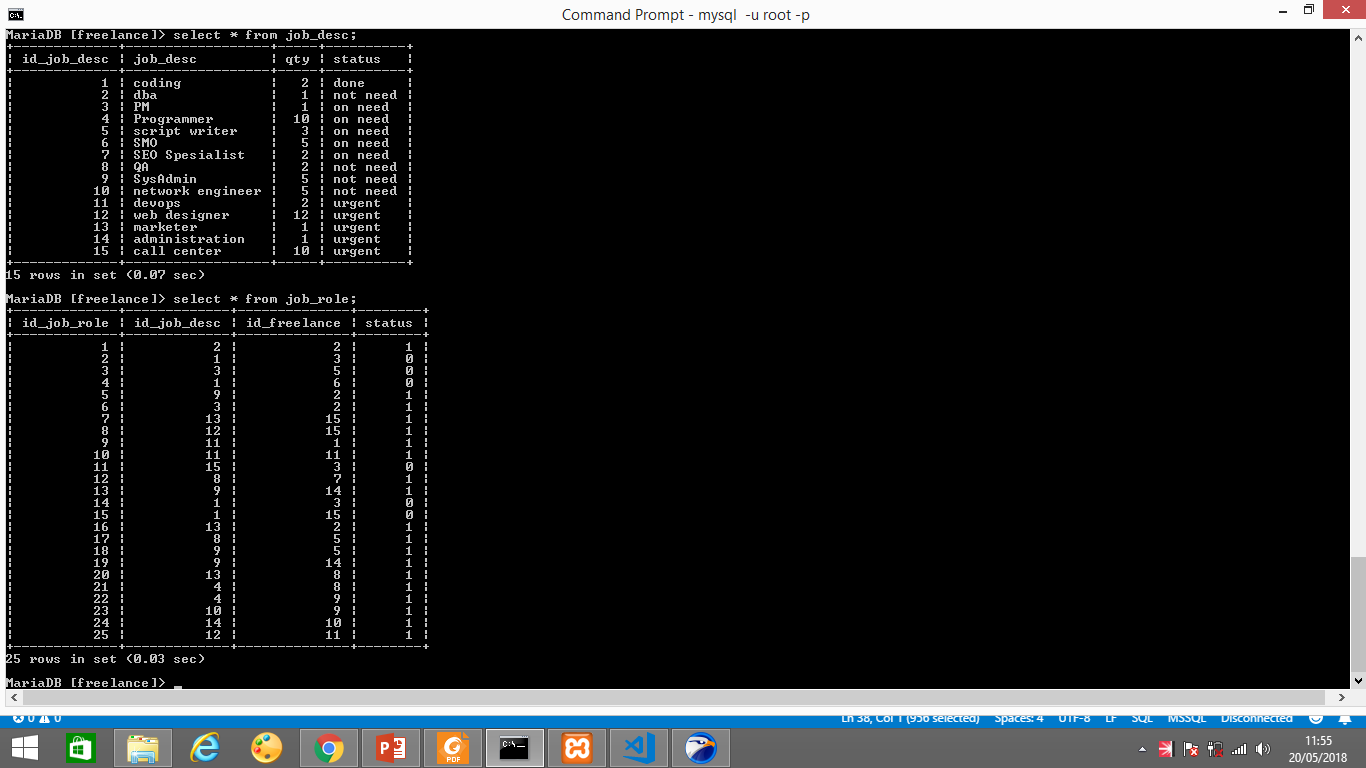 Command Prompt - mysql -u root -p
MariaDB [freelance]> select * from job_desc;
+-------------+------------------+-----+----------+
| id_job_desc | job_desc | qty | status |
+-------------+------------------+-----+----------+
| 1 | coding | 2 | done |
| 2 | dba | 1 | not need |
| 3 | PM | 1 | on need |
| 4 | Programmer | 10 | on need |
| 5 | script writer | 3 | on need |
| 6 | SMO | 5 | on need |
| 7 | SEO Spesialist | 2 | on need |
| 8 | QA | 2 | not need |
| 9 | SysAdmin | 5 | not need |
| 10 | network engineer | 5 | not need |
| 11 | devops | 2 | urgent |
| 12 | web designer | 12 | urgent |
| 13 | marketer | 1 | urgent |
| 14 | administration | 1 | urgent |
| 15 | call center | 10 | urgent |
+-------------+------------------+-----+----------+
15 rows in set (0.07 sec)
MariaDB [freelance]> select * from job_role;
+-------------+-------------+--------------+--------+
| id_job_role | id_job_desc | id_freelance | status |
+-------------+-------------+--------------+--------+
| 1 | 2 | 2 | 1 |
| 2 | 1 | 3 | 0 |
| 3 | 3 | 5 | 0 |
| 4 | 1 | 6 | 0 |
| 5 | 9 | 2 | 1 |
| 6 | 3 | 2 | 1 |
| 7 | 13 | 15 | 1 |
| 8 | 12 | 15 | 1 |
| 9 | 11 | 1 | 1 |
| 10 | 11 | 11 | 1 |
| 11 | 15 | 3 | 0 |
| 12 | 8 | 7 | 1 |
| 13 | 9 | 14 | 1 |
| 14 | 1 | 3 | 0 |
| 15 | 1 | 15 | 0 |
| 16 | 13 | 2 | 1 |
| 17 | 8 | 5 | 1 |
| 18 | 9 | 5 | 1 |
| 19 | 9 | 14 | 1 |
| 20 | 13 | 8 | 1 |
| 21 | 4 | 8 | 1 |
| 22 | 4 | 9 | 1 |
| 23 | 10 | 9 | 1 |
| 24 | 14 | 10 | 1 |
| 25 | 12 | 11 | 1 |
+-------------+-------------+--------------+--------+
25 rows in set (0.03 sec)
MariaDB [freelance]> _
0 0 Ln 38, Col 1 (956 selected) Spaces: 4 UTF-8 LF SQL MSSQL Disconnected
PDF
11:55
20/05/2018